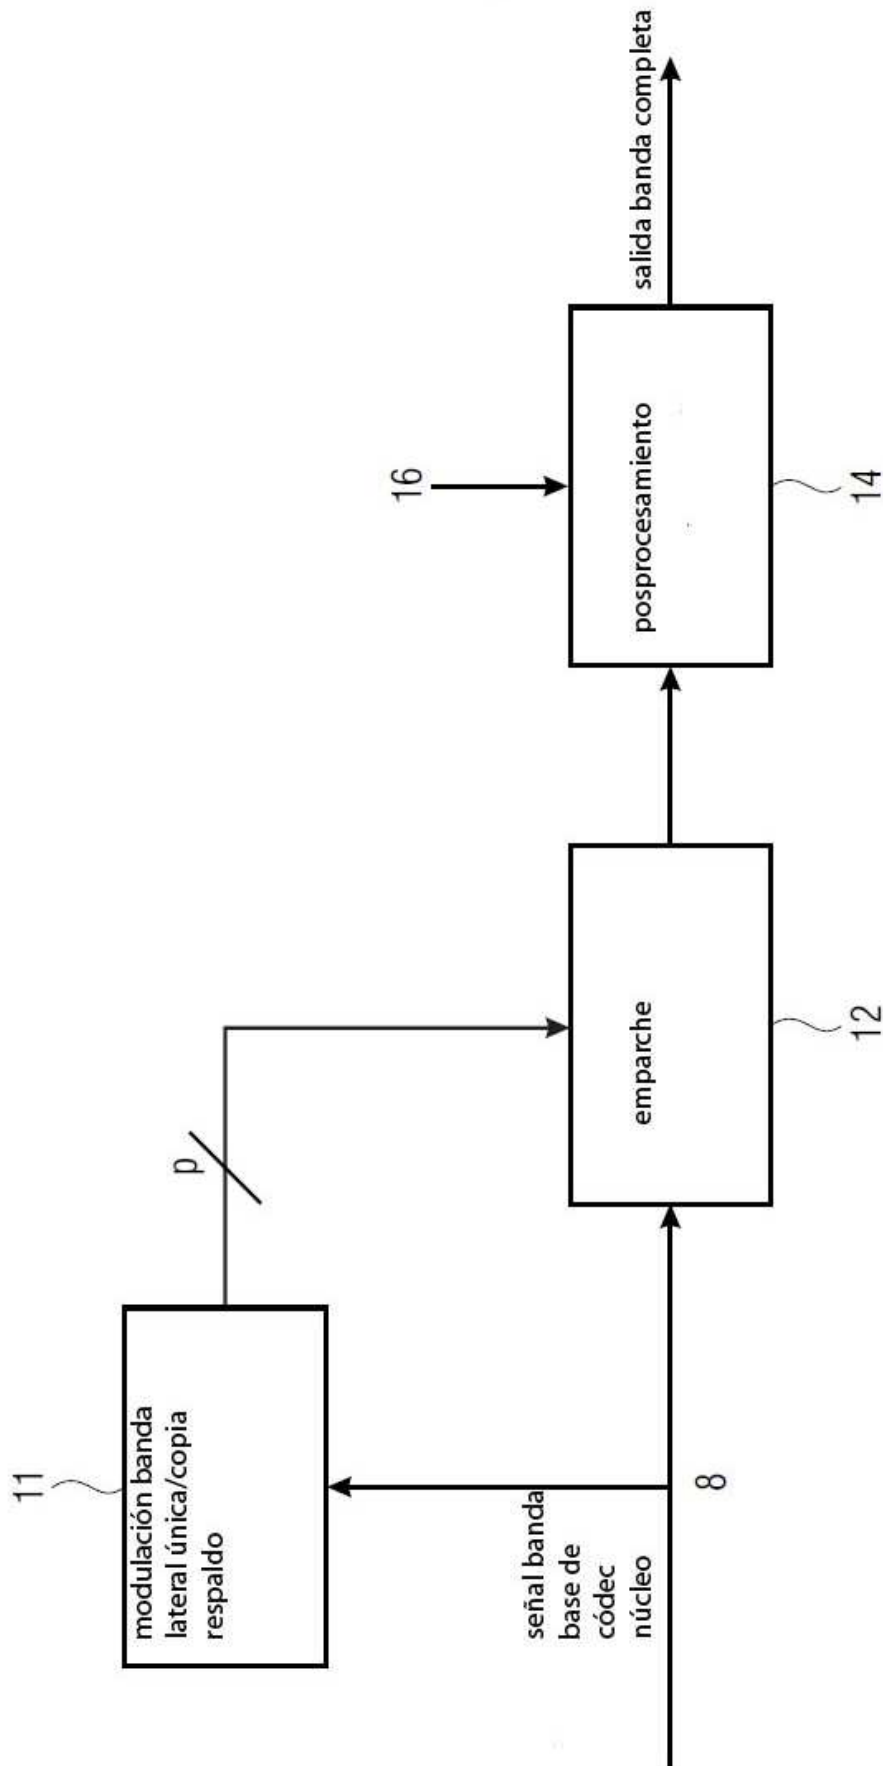 11
modulación banda
lateral única/copia
respaldo
p
señal banda
base de
códec
núcleo
8
emparche
12
16
posprocesamiento
14
salida banda completa